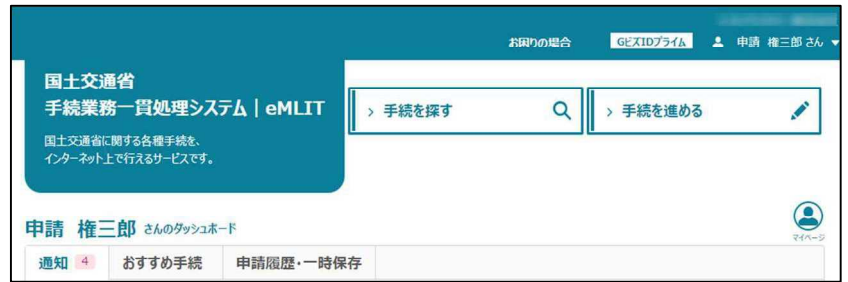 お困りの場合 GビズIDプライム 申請 権三郎 さん ▼
国土交通省
手続業務一貫処理システム | eMLIT
国土交通省に関する各種手続を、
インターネット上で行えるサービスです。
> 手続を探す
> 手続を進める
申請 権三郎 さんのダッシュボード
マイページ
通知 4 おすすめ手続 申請履歴・一時保存